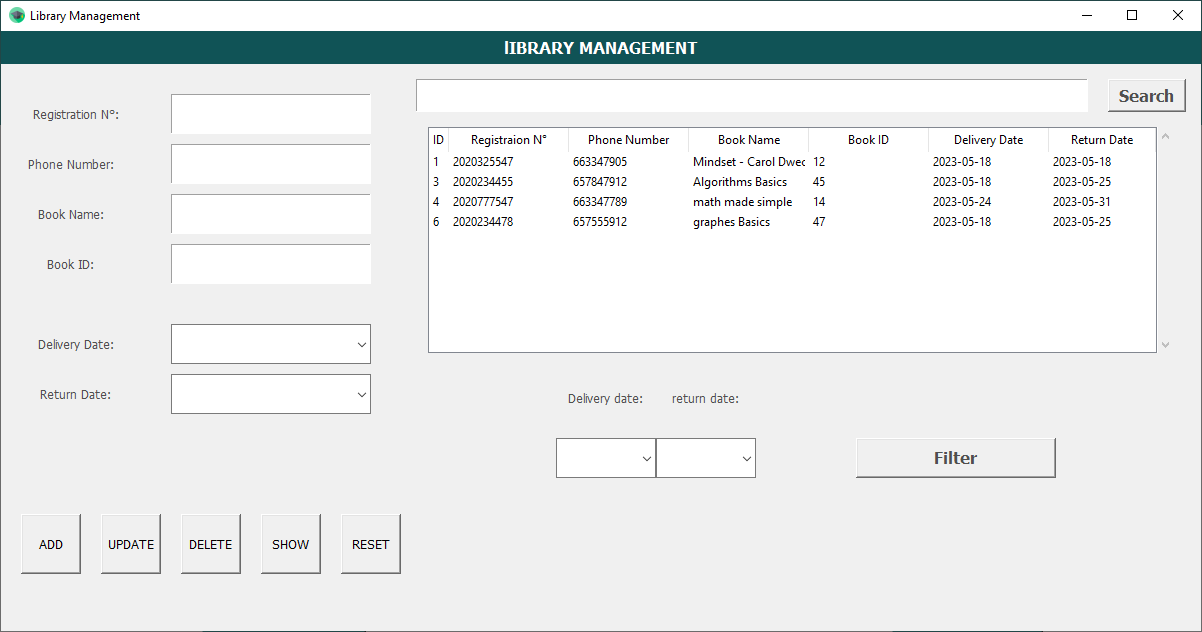 Library Management
lIBRARY MANAGEMENT
Search
Registration N°:
Phone Number:
Book Name:
Book ID:
Delivery Date:
Return Date:
ID Registraion N° Phone Number Book Name Book ID Delivery Date Return Date
1 2020325547 663347905 Mindset - Carol Dwec 12 2023-05-18 2023-05-18
3 2020234455 657847912 Algorithms Basics 45 2023-05-18 2023-05-25
4 2020777547 663347789 math made simple 14 2023-05-24 2023-05-31
6 2020234478 657555912 graphes Basics 47 2023-05-18 2023-05-25
Delivery date: return date:
Filter
ADD UPDATE DELETE SHOW RESET